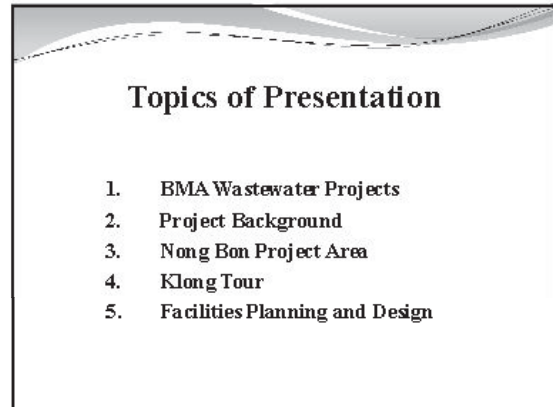 Topics of Presentation
1. BMA Wastewater Projects
2. Project Background
3. Nong Bon Project Area
4. Klong Tour
5. Facilities Planning and Design